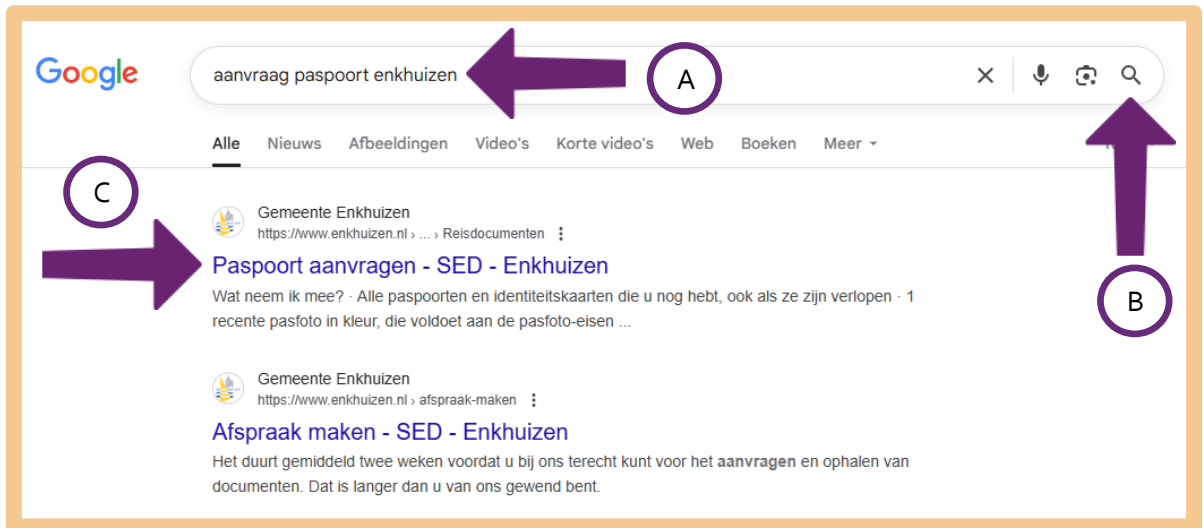 Google
aanvraag paspoort enkhuizen
A
Alle Nieuws Afbeeldingen Video's Korte video's Web Boeken Meer
C
Gemeente Enkhuizen
https://www.enkhuizen.nl › ... › Reisdocumenten
Paspoort aanvragen - SED - Enkhuizen
Wat neem ik mee? · Alle paspoorten en identiteitskaarten die u nog hebt, ook als ze zijn verlopen · 1
recente pasfoto in kleur, die voldoet aan de pasfoto-eisen ...
B
Gemeente Enkhuizen
https://www.enkhuizen.nl › afspraak-maken
Afspraak maken - SED - Enkhuizen
Het duurt gemiddeld twee weken voordat u bij ons terecht kunt voor het aanvragen en ophalen van
documenten. Dat is langer dan u van ons gewend bent.